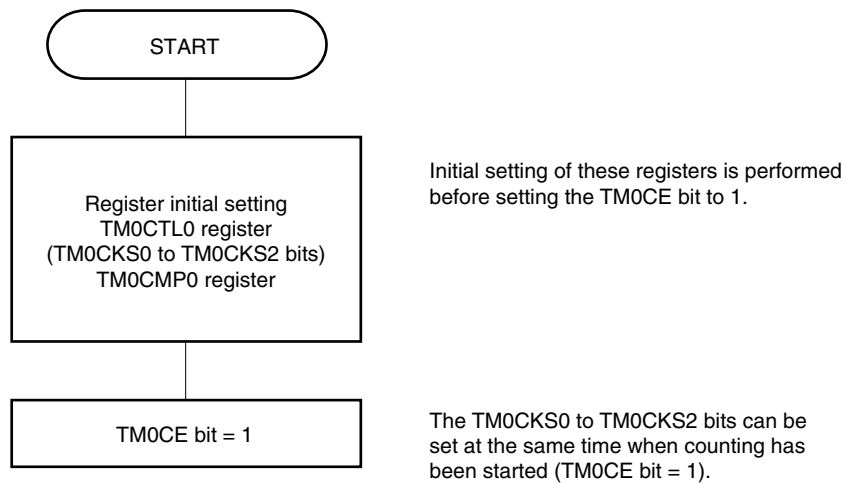 START
Register initial setting
TM0CTL0 register
(TM0CKS0 to TM0CKS2 bits)
TM0CMP0 register
Initial setting of these registers is performed
before setting the TM0CE bit to 1.
TM0CE bit = 1
The TM0CKS0 to TM0CKS2 bits can be
set at the same time when counting has
been started (TM0CE bit = 1).